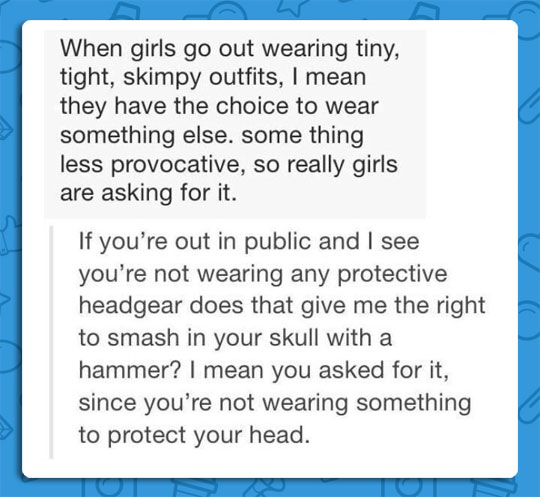 When girls go out wearing tiny,
tight, skimpy outfits, I mean
they have the choice to wear
something else. some thing
less provocative, so really girls
are asking for it.
If you're out in public and I see
you're not wearing any protective
headgear does that give me the right
to smash in your skull with a
hammer? I mean you asked for it,
since you're not wearing something
to protect your head.